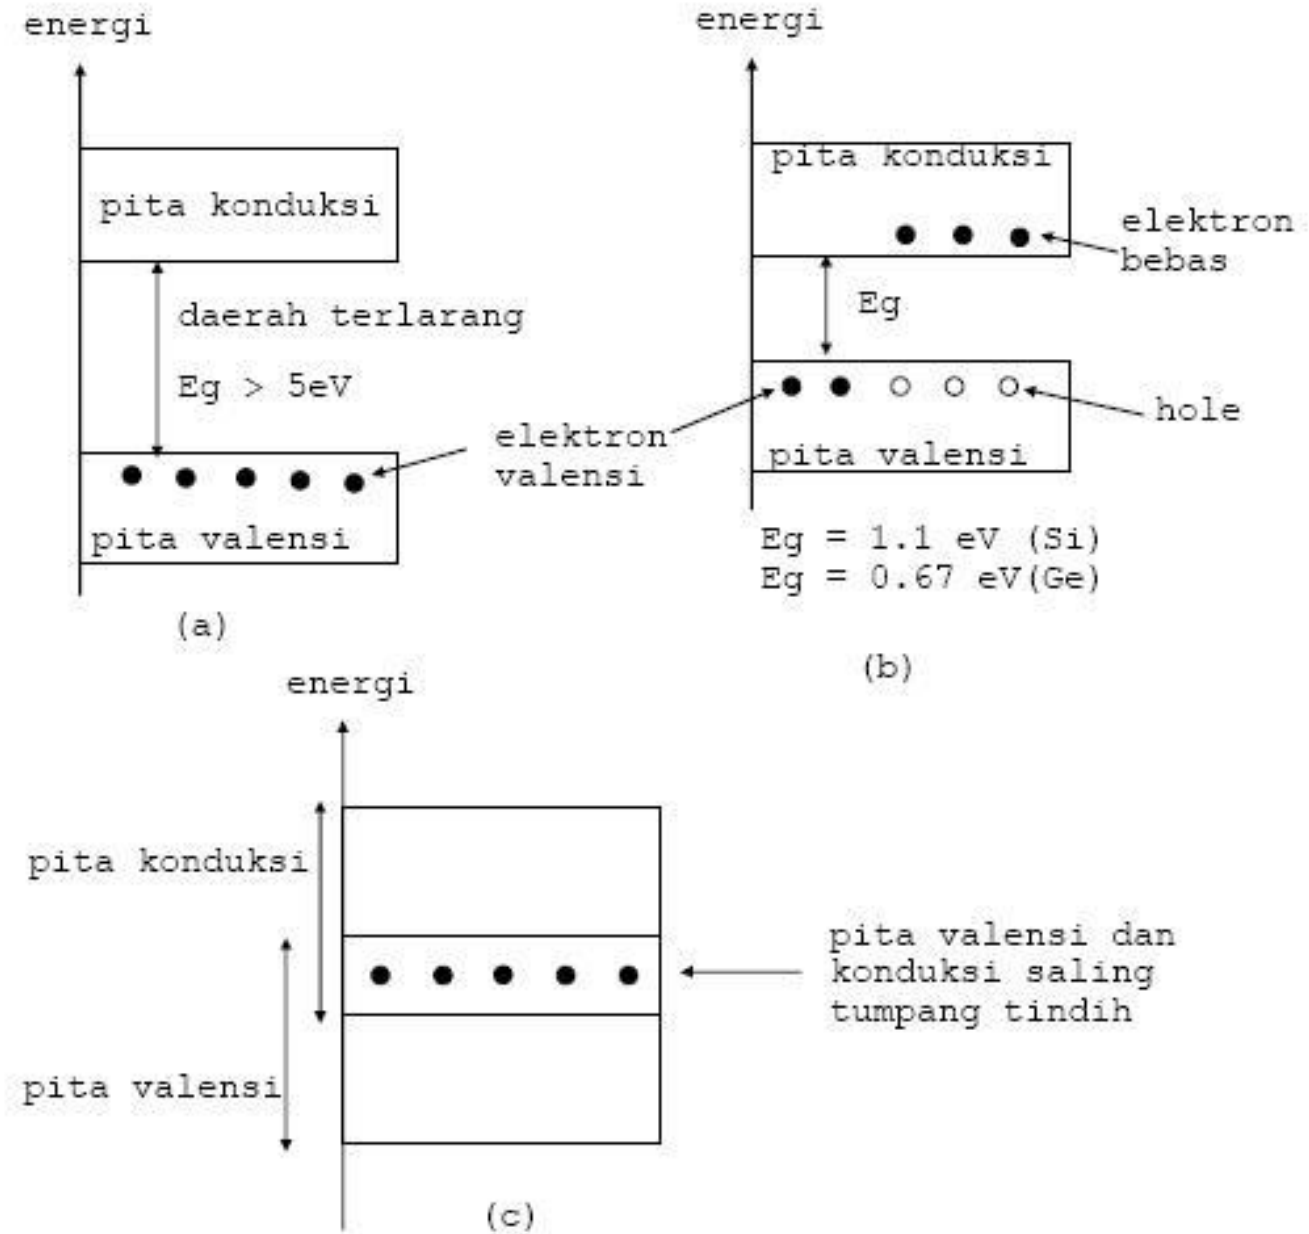 energi
pita konduksi
daerah terlarang
Eg > 5eV
pita valensi
(a)
elektron
valensi
energi
pita konduksi
elektron
bebas
Eg
hole
pita valensi
Eg = 1.1 eV (Si)
Eg = 0.67 eV(Ge)
(b)
energi
pita konduksi
pita valensi
pita valensi dan
konduksi saling
tumpang tindih
(c)